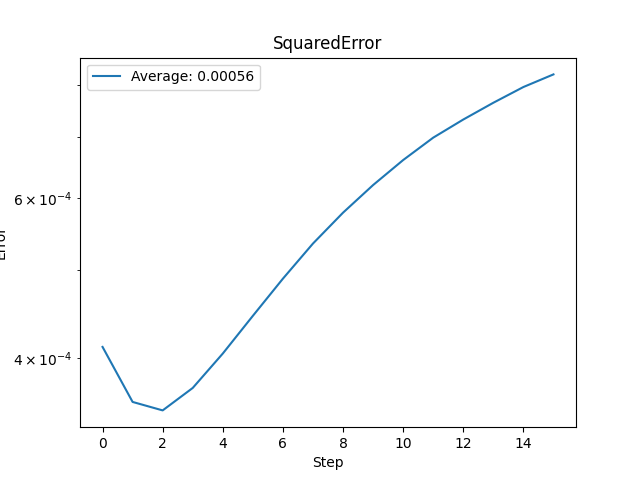 SquaredError
Average: 0.00056
6 × 10⁻⁴
4 × 10⁻⁴
Error
0 2 4 6 8 10 12 14
Step